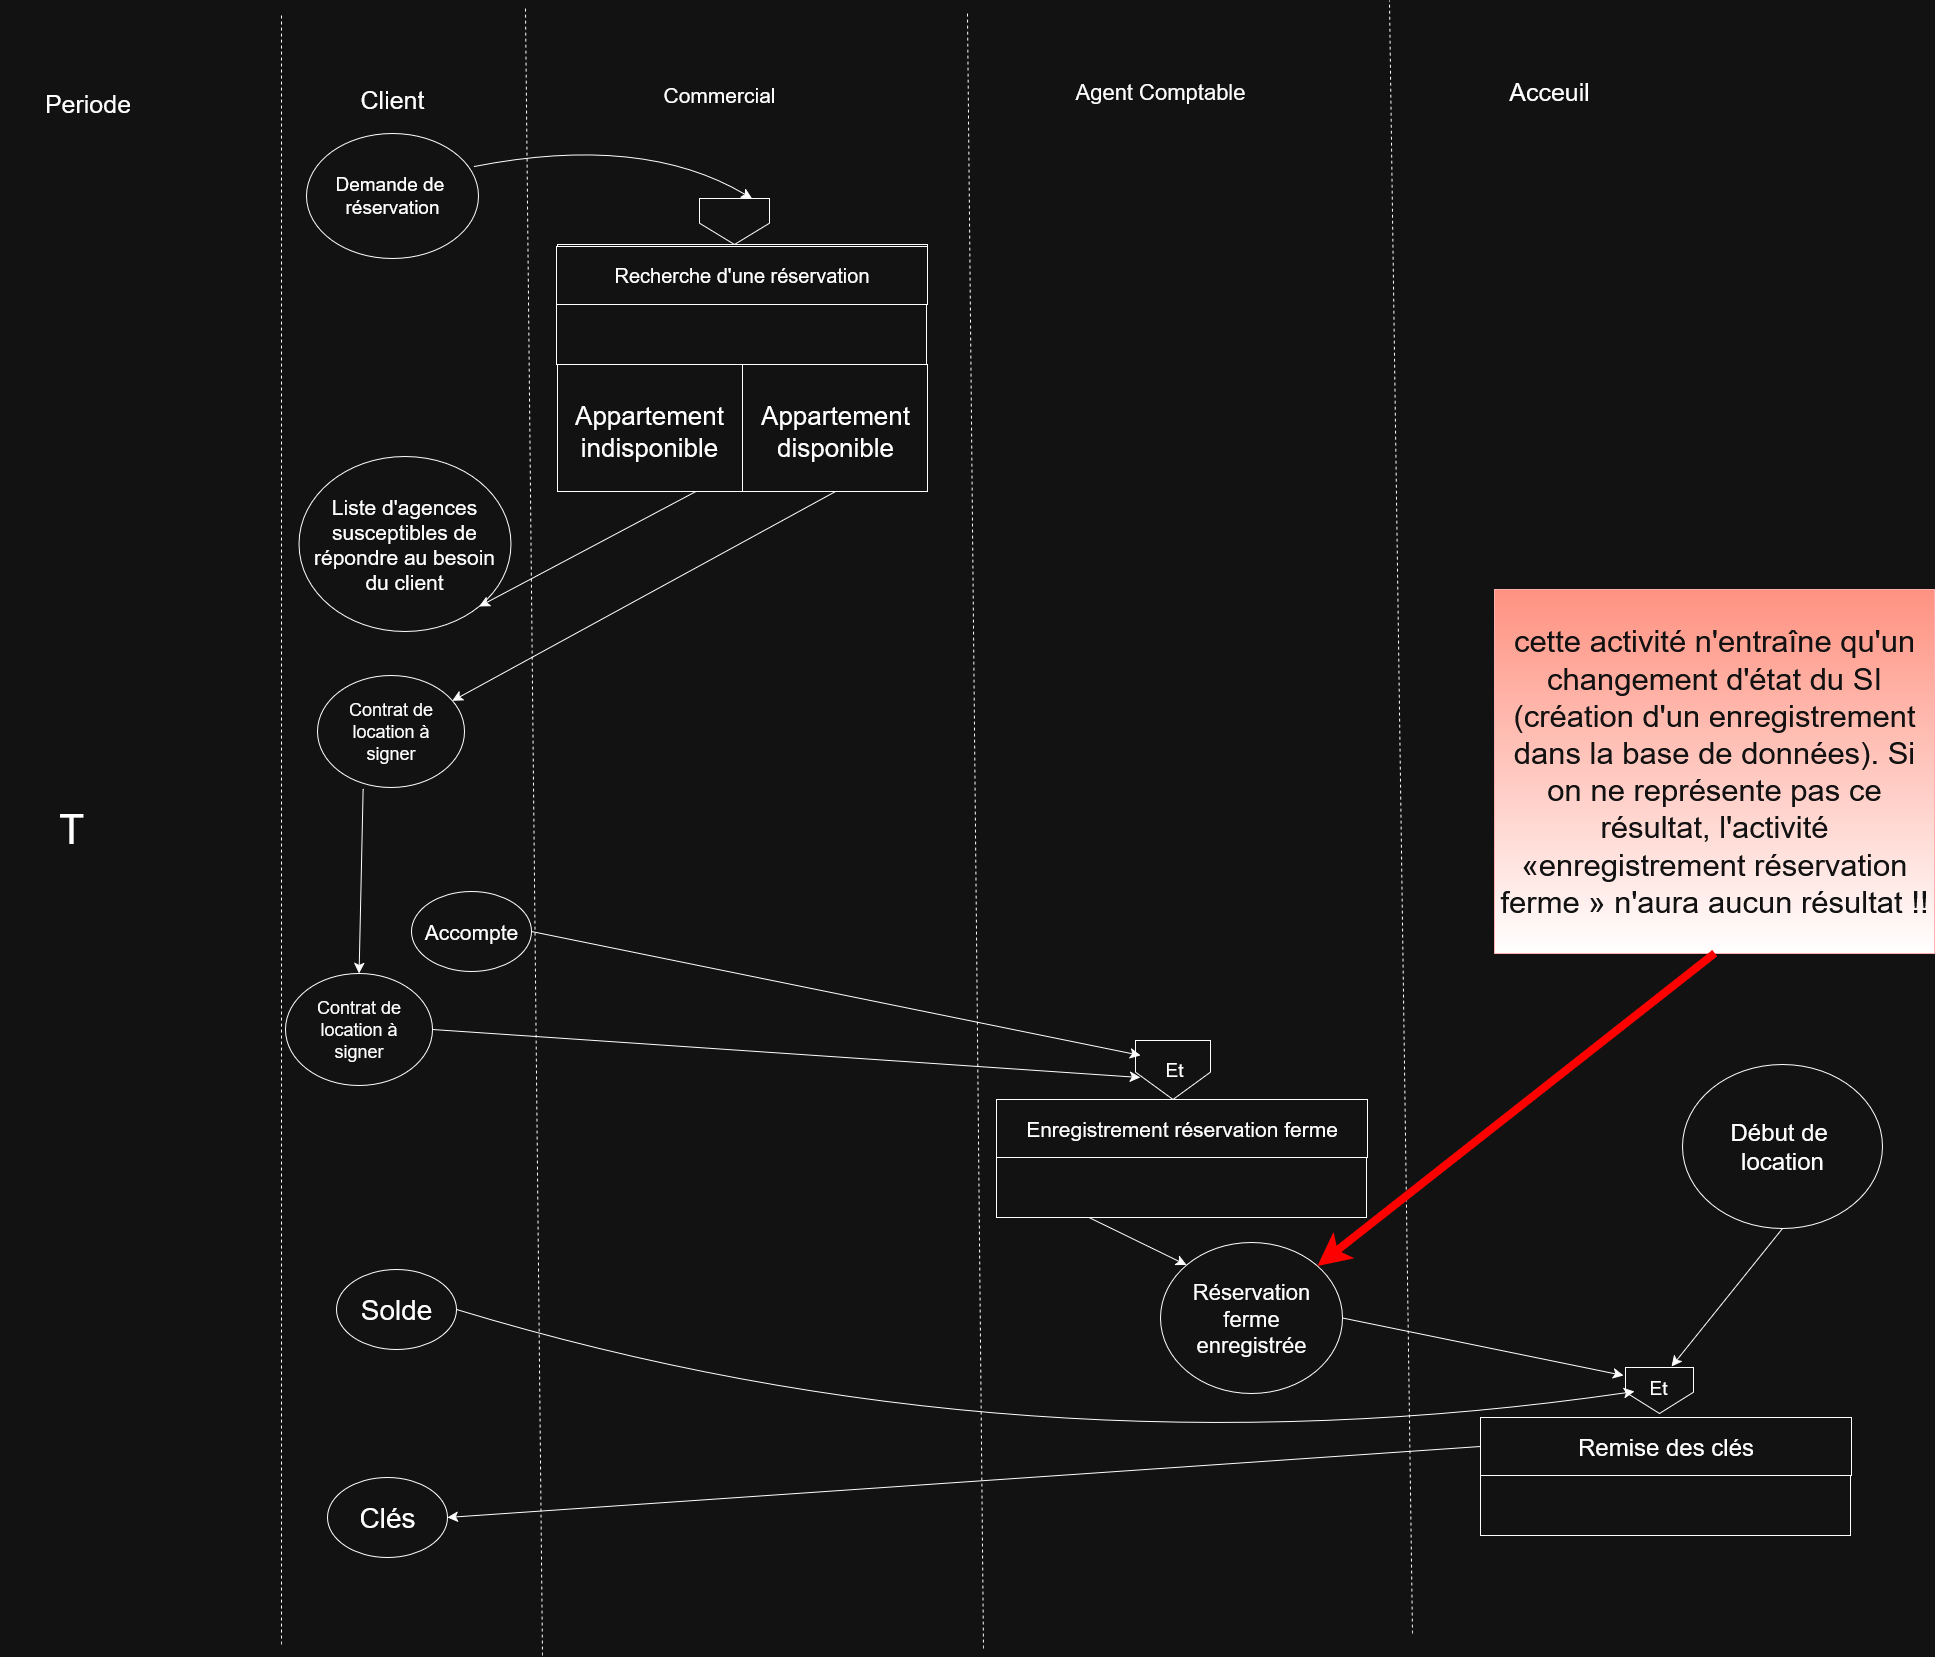 Periode
Client
Commercial
Agent Comptable
Acceuil
Demande de
réservation
Recherche d'une réservation
Appartement
indisponible
Appartement
disponible
Liste d'agences
susceptibles de
répondre au besoin
du client
Contrat de
location à
signer
cette activité n'entraîne qu'un
changement d'état du SI
(création d'un enregistrement
dans la base de données). Si
on ne représente pas ce
résultat, l'activité
«enregistrement réservation
ferme » n'aura aucun résultat !!
T
Accompte
Contrat de
location à
signer
Et
Enregistrement réservation ferme
Début de
location
Solde
Réservation
ferme
enregistrée
Et
Remise des clés
Clés